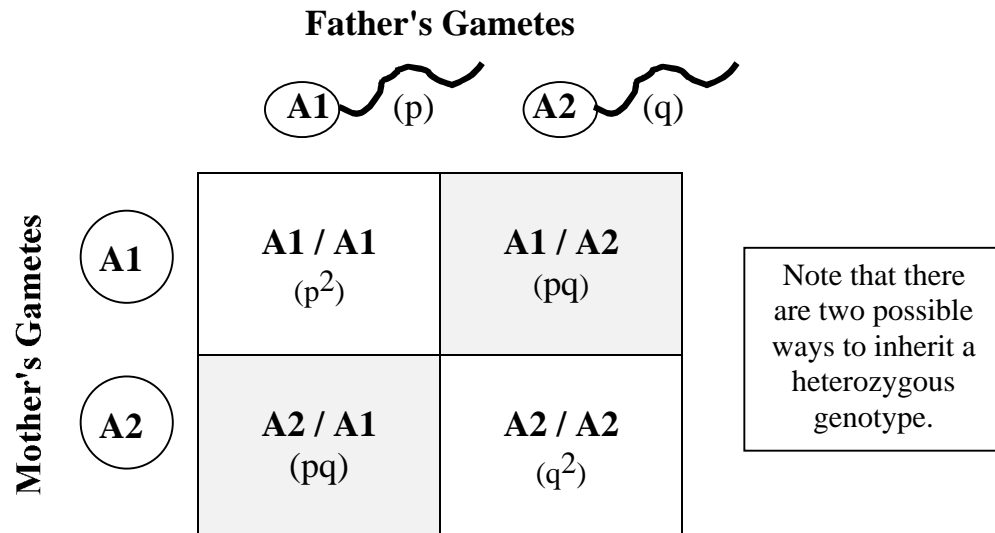 Father's Gametes
A1 (p) A2 (q)
Mother's Gametes
A1
A1 / A1
(p²)
A1 / A2
(pq)
A2
A2 / A1
(pq)
A2 / A2
(q²)
Note that there
are two possible
ways to inherit a
heterozygous
genotype.